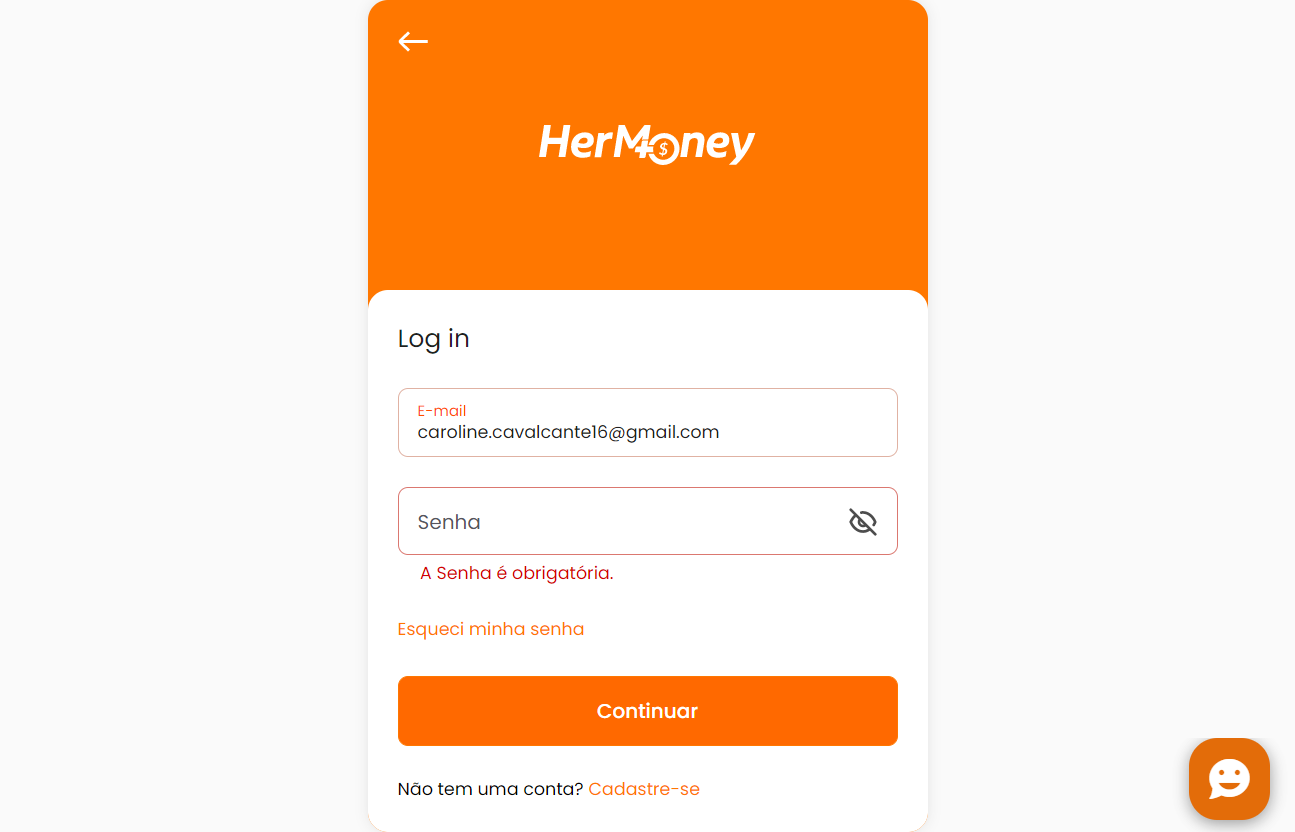 HerMoney
Log in
E-mail
caroline.cavalcante16@gmail.com
Senha
A Senha é obrigatória.
Esqueci minha senha
Continuar
Não tem uma conta? Cadastre-se